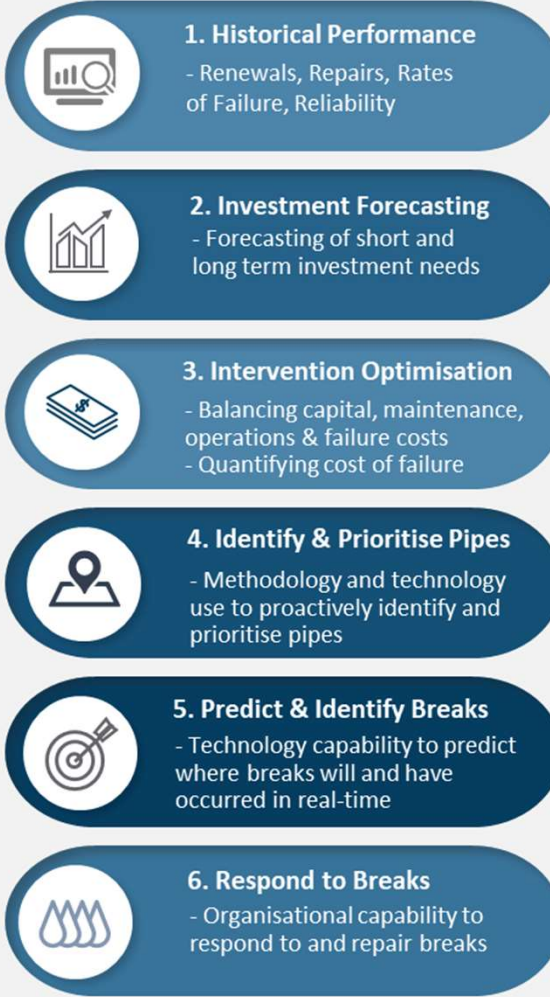 1. Historical Performance
- Renewals, Repairs, Rates
of Failure, Reliability
2. Investment Forecasting
- Forecasting of short and
long term investment needs
$
3. Intervention Optimisation
- Balancing capital, maintenance,
operations & failure costs
- Quantifying cost of failure
4. Identify & Prioritise Pipes
- Methodology and technology
use to proactively identify and
prioritise pipes
5. Predict & Identify Breaks
- Technology capability to predict
where breaks will and have
occurred in real-time
6. Respond to Breaks
- Organisational capability to
respond to and repair breaks